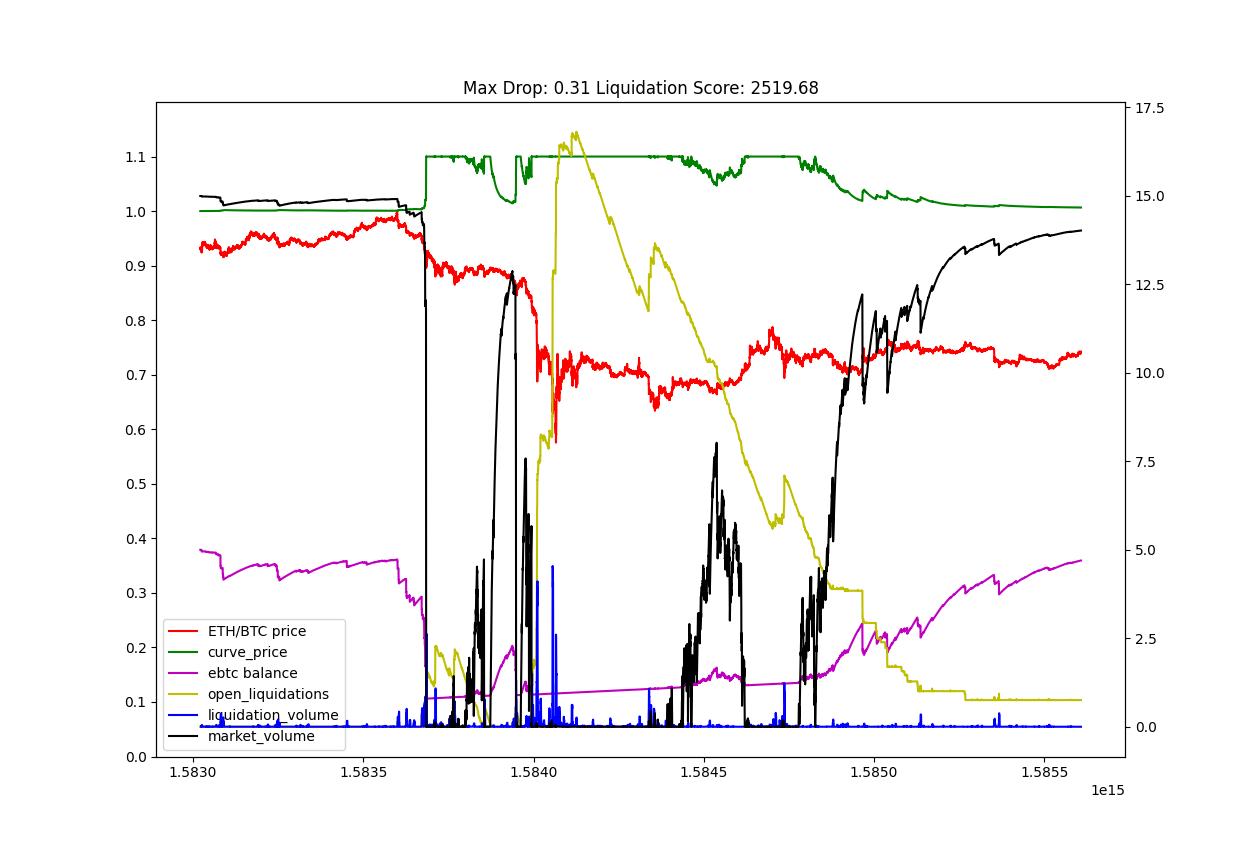 Max Drop: 0.31 Liquidation Score: 2519.68
17.5
15.0
12.5
10.0
7.5
5.0
2.5
0.0
1.1
1.0
0.9
0.8
0.7
0.6
0.5
0.4
0.3
0.2
0.1
0.0
ETH/BTC price
curve_price
ebtc balance
open_liquidations
liquidation_volume
market_volume
1.5830 1.5835 1.5840 1.5845 1.5850 1.5855
1e15